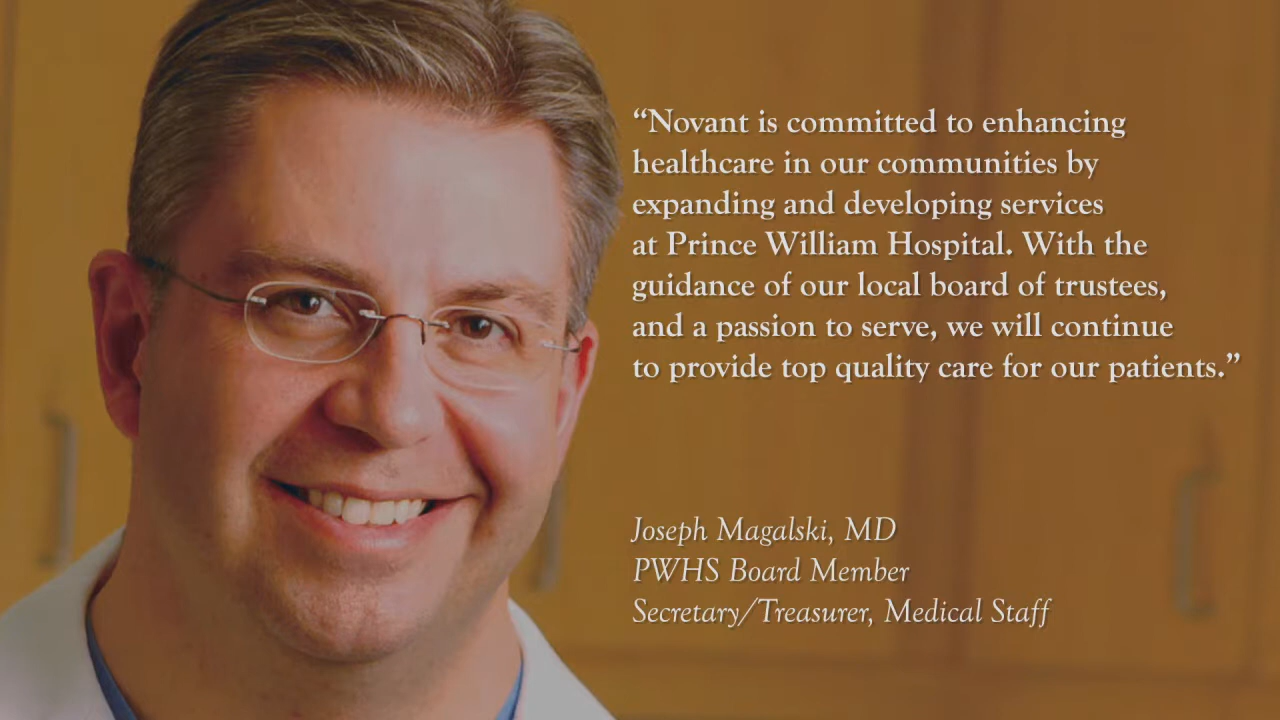 “Novant is committed to enhancing
healthcare in our communities by
expanding and developing services
at Prince William Hospital. With the
guidance of our local board of trustees,
and a passion to serve, we will continue
to provide top quality care for our patients.”
Joseph Magalski, MD
PWHS Board Member
Secretary/Treasurer, Medical Staff